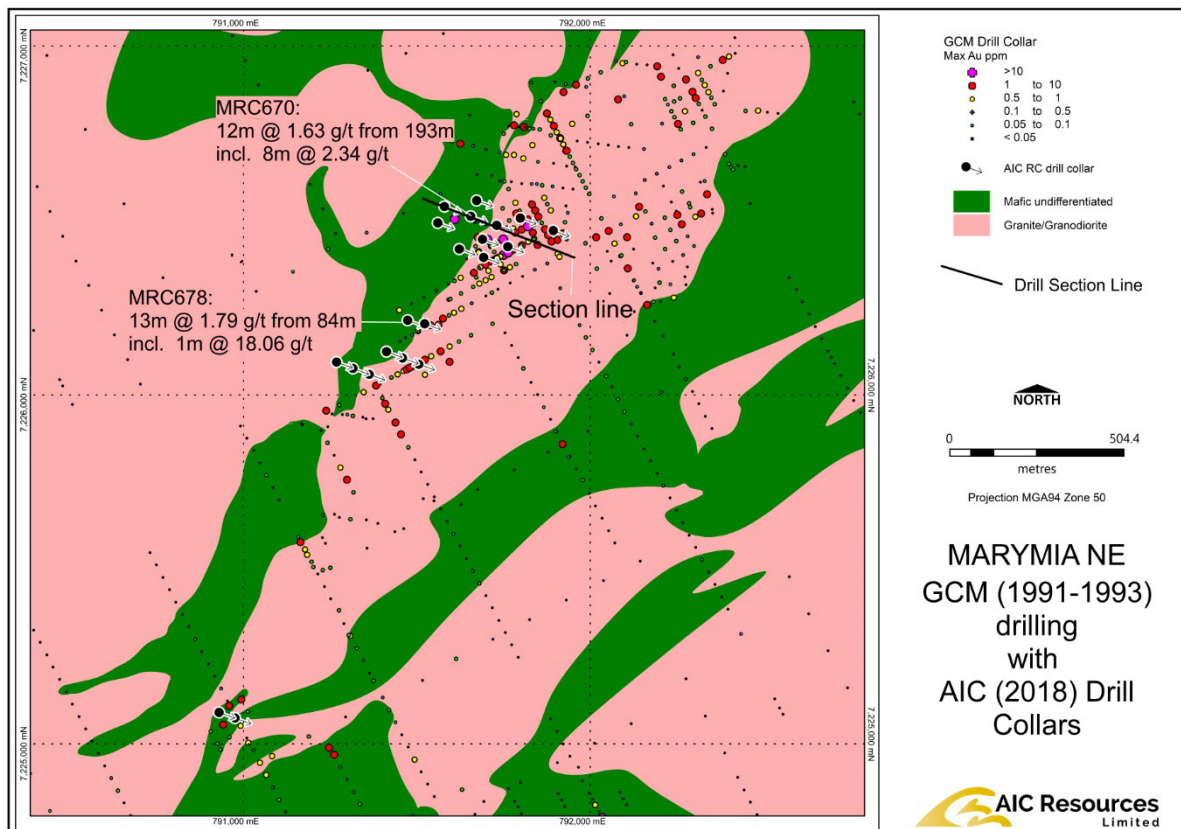 791,000 mE
792,000 mE
7,227,000 mN
MRC670:
12m @ 1.63 g/t from 193m
incl. 8m @ 2.34 g/t
Section line
MRC678:
13m @ 1.79 g/t from 84m
incl. 1m @ 18.06 g/t
7,226,000 mN
7,226,000 mN
7,225,000 mN
7,225,000 mN
791,000 mE
792,000 mE
GCM Drill Collar
Max Au ppm
>10
1 to 10
0.5 to 1
0.1 to 0.5
0.05 to 0.1
< 0.05
AIC RC drill collar
Mafic undifferentiated
Granite/Granodiorite
Drill Section Line
NORTH
0 504.4
metres
Projection MGA94 Zone 50
MARYMIA NE
GCM (1991-1993)
drilling
with
AIC (2018) Drill
Collars
AIC Resources
Limited